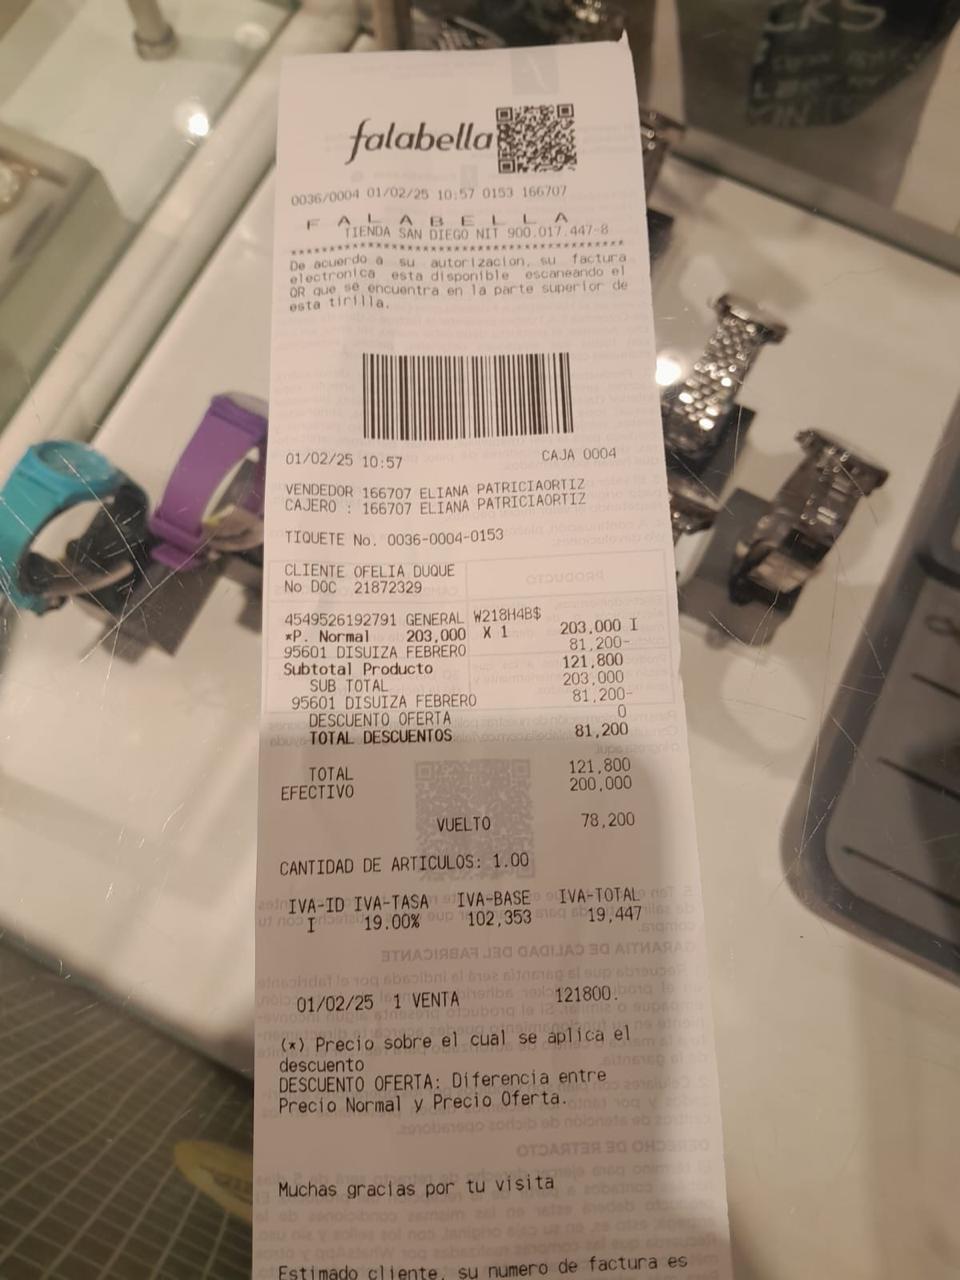 falabella
0036/0004 01/02/25 10:57 0153 166707
F A L A B E L L A
TIENDA SAN DIEGO NIT 900.017.447-8
****************************************
De acuerdo a su autorizacion, su factura
electronica esta disponible escaneando el
QR que se encuentra en la parte superior de
esta tirilla.
01/02/25 10:57 CAJA 0004
VENDEDOR 166707 ELIANA PATRICIAORTIZ
CAJERO : 166707 ELIANA PATRICIAORTIZ
TIQUETE No. 0036-0004-0153
CLIENTE OFELIA DUQUE
No DOC 21872329
4549526192791 GENERAL W218H4B$
*P. Normal 203,000 X 1 203,000 I
95601 DISUIZA FEBRERO 81,200-
Subtotal Producto 121,800
SUB TOTAL 203,000
95601 DISUIZA FEBRERO 81,200-
DESCUENTO OFERTA 0
TOTAL DESCUENTOS 81,200
TOTAL 121,800
EFECTIVO 200,000
VUELTO 78,200
CANTIDAD DE ARTICULOS: 1.00
IVA-ID IVA-TASA IVA-BASE IVA-TOTAL
I 19.00% 102,353 19,447
01/02/25 1 VENTA 121800.
(*) Precio sobre el cual se aplica el
descuento
DESCUENTO OFERTA: Diferencia entre
Precio Normal y Precio Oferta.
Muchas gracias por tu visita
Estimado cliente, su numero de factura es